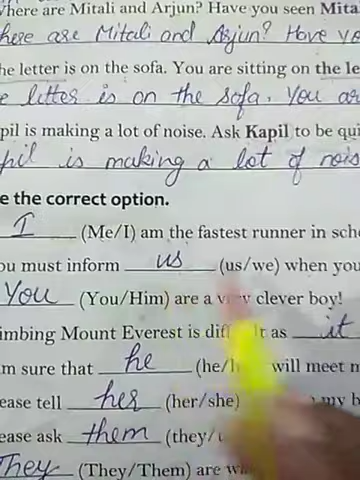 here are Mitali and Arjun? Have you seen Mita
here are Mitali and Arjun? Have
he letter is on the sofa. You are sitting on the le
letter is on the sofa. You ar
pil is making a lot of noise. Ask Kapil to be qui
pil is making a lot of nois
e the correct option.
I (Me/I) am the fastest runner in sch
ou must inform us (us/we) when you
You (You/Him) are a clever boy!
imbing Mount Everest is as it
m sure that he (he/ will meet m
ease tell her (her/she) my b
ease ask them (they/
They (They/Them) are